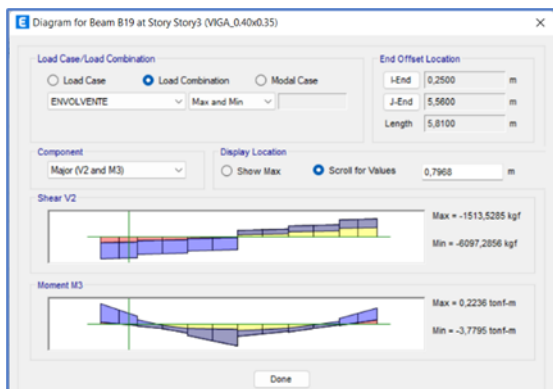 Diagram for Beam B19 at Story Story3 (VIGA_0.40x0.35)
Load Case/Load Combination
Load Case Load Combination Modal Case
ENVOLVENTE Max and Min
End Offset Location
I-End 0,2500 m
J-End 5,5600 m
Length 5,8100 m
Component
Major (V2 and M3)
Display Location
Show Max Scroll for Values 0,7968 m
Shear V2
Max = -1513,5285 kgf
Min = -6097,2856 kgf
Moment M3
Max = 0,2236 tonf-m
Min = -3,7795 tonf-m
Done